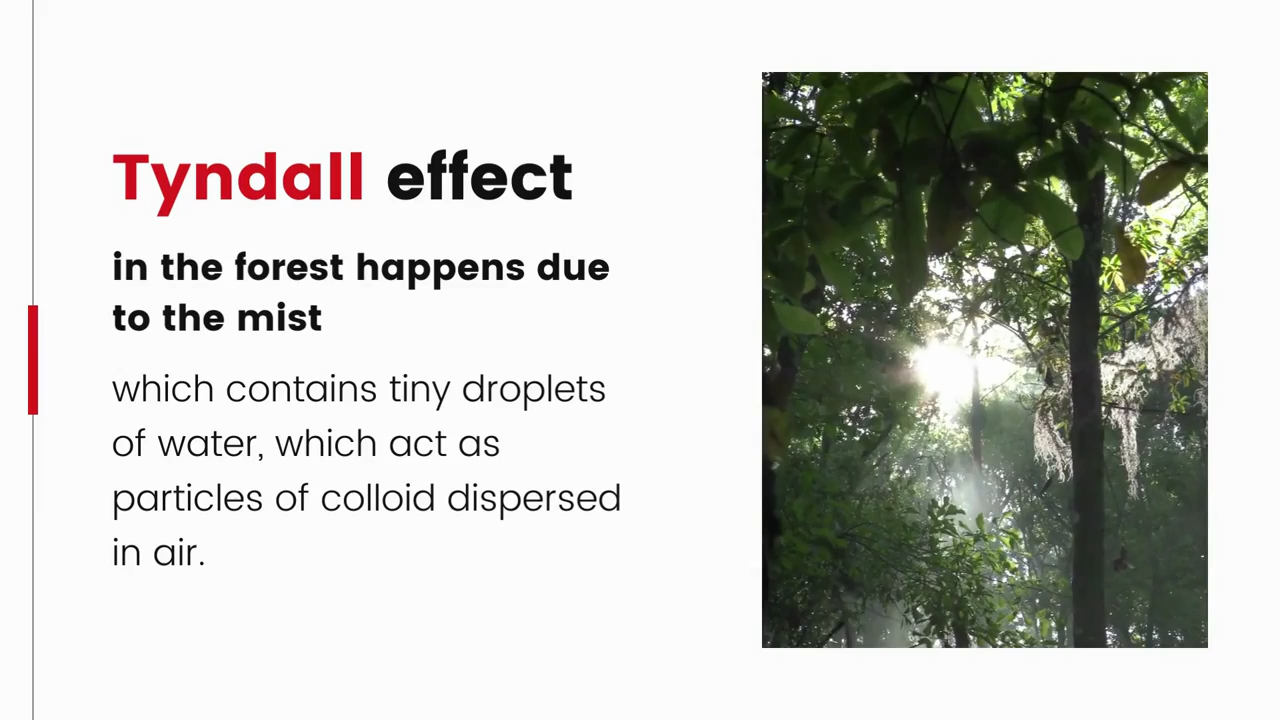 Tyndall effect
in the forest happens due
to the mist
which contains tiny droplets
of water, which act as
particles of colloid dispersed
in air.